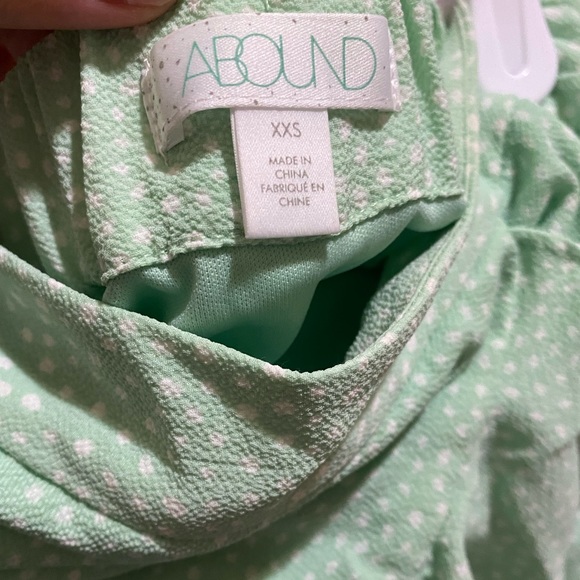 ABOUND
XXS
MADE IN
CHINA
FABRIQUÉ EN
CHINE